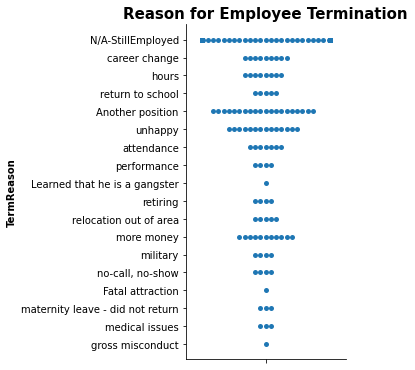 Reason for Employee Termination
TermReason
N/A-StillEmployed
career change
hours
return to school
Another position
unhappy
attendance
performance
Learned that he is a gangster
retiring
relocation out of area
more money
military
no-call, no-show
Fatal attraction
maternity leave - did not return
medical issues
gross misconduct